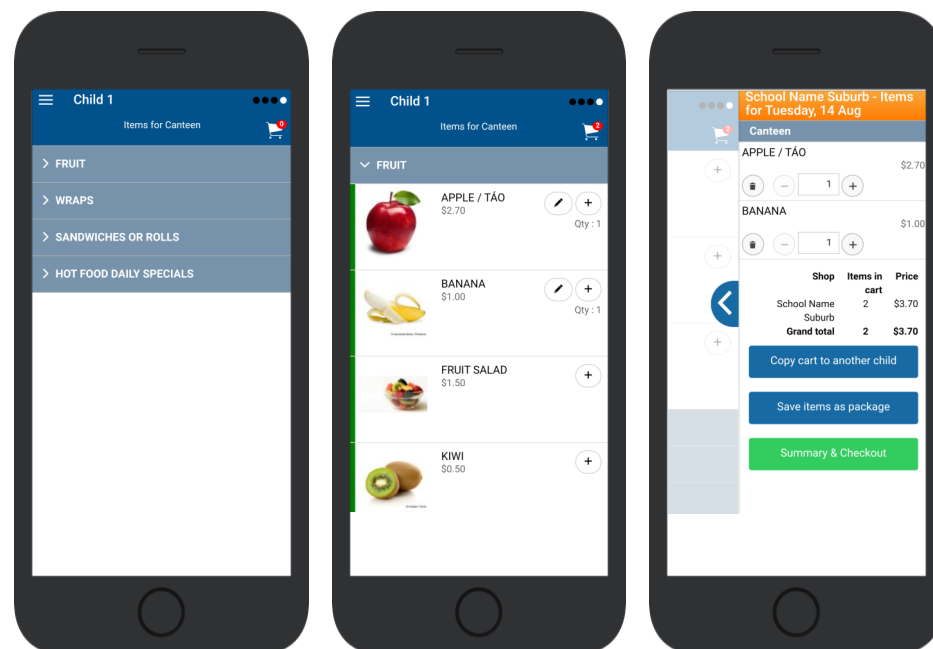 Child 1
Items for Canteen
0
FRUIT
WRAPS
SANDWICHES OR ROLLS
HOT FOOD DAILY SPECIALS
Child 1
Items for Canteen
2
FRUIT
APPLE / TÁO
$2.70
Qty : 1
BANANA
$1.00
Qty : 1
FRUIT SALAD
$1.50
KIWI
$0.50
2
School Name Suburb - Items
for Tuesday, 14 Aug
Canteen
APPLE / TÁO
$2.70
1
BANANA
$1.00
1
Shop Items in Price
cart
School Name 2 $3.70
Suburb
Grand total 2 $3.70
Copy cart to another child
Save items as package
Summary & Checkout